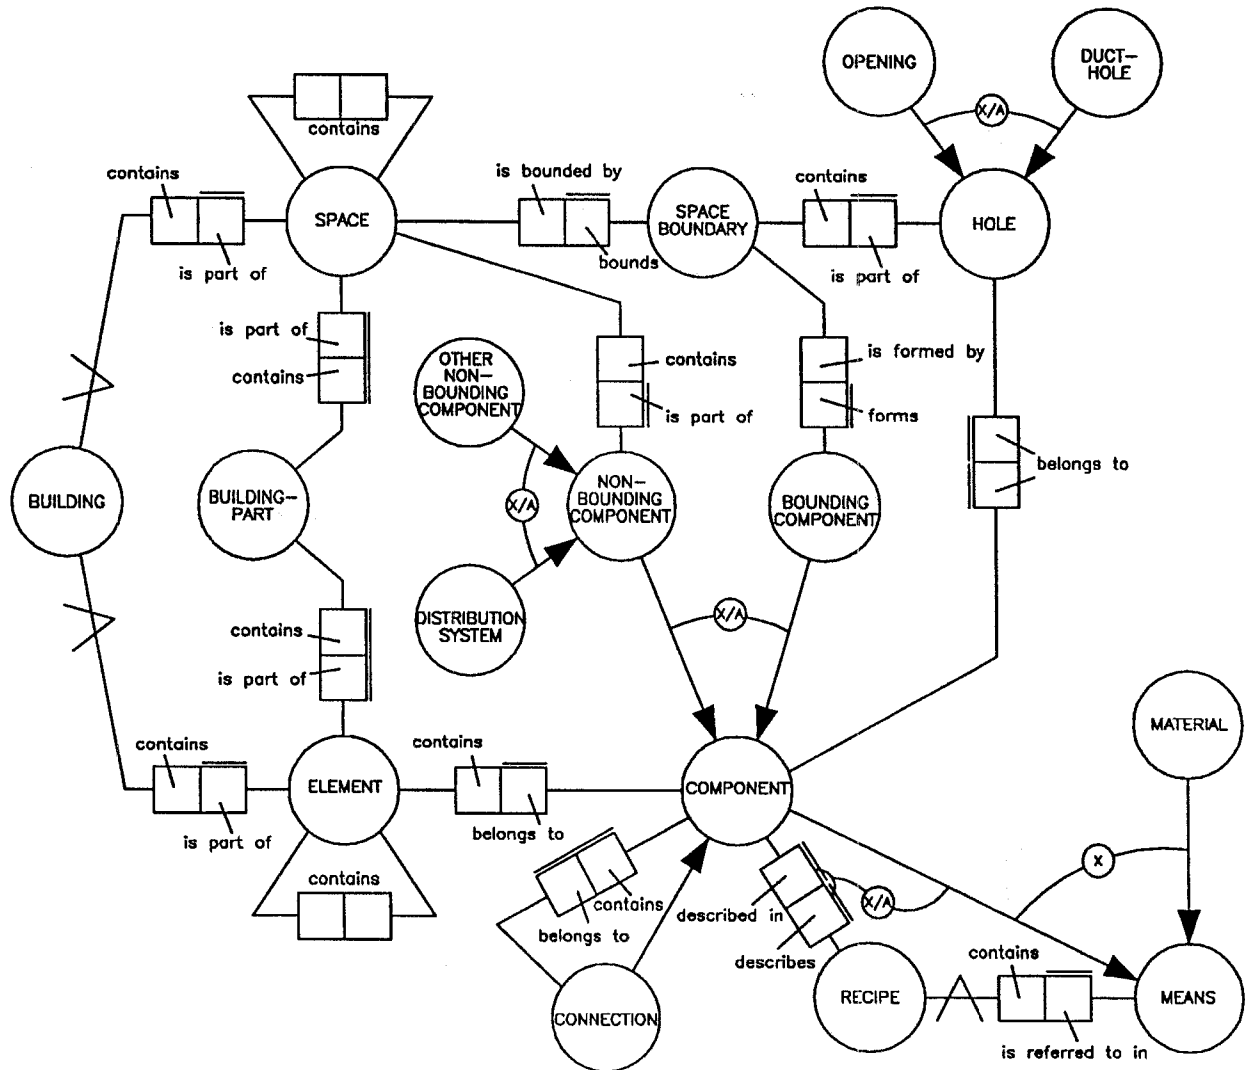 OPENING
DUCT-
HOLE
X/A
contains
contains
is part of
SPACE
is bounded by
bounds
SPACE
BOUNDARY
contains
is part of
HOLE
is part of
contains
OTHER
NON-
BOUNDING
COMPONENT
contains
is part of
is formed by
forms
belongs to
BUILDING
BUILDING-
PART
X/A
NON-
BOUNDING
COMPONENT
BOUNDING
COMPONENT
DISTRIBUTION
SYSTEM
X/A
contains
is part of
MATERIAL
contains
is part of
ELEMENT
contains
belongs to
COMPONENT
X
contains
contains
belongs to
described in
describes
X/A
CONNECTION
RECIPE
contains
is referred to in
MEANS